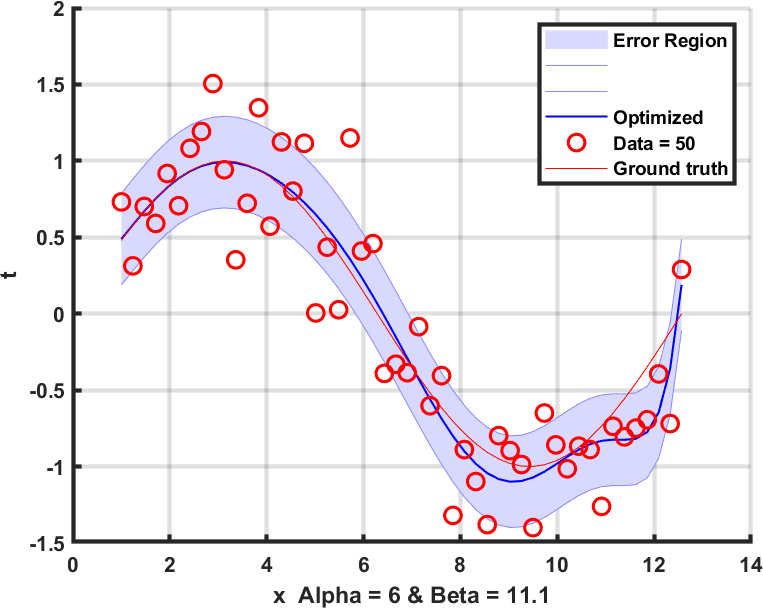 2
1.5
1
0.5
0
-0.5
-1
-1.5
t
Error Region
Optimized
Data = 50
Ground truth
0 2 4 6 8 10 12 14
x Alpha = 6 & Beta = 11.1